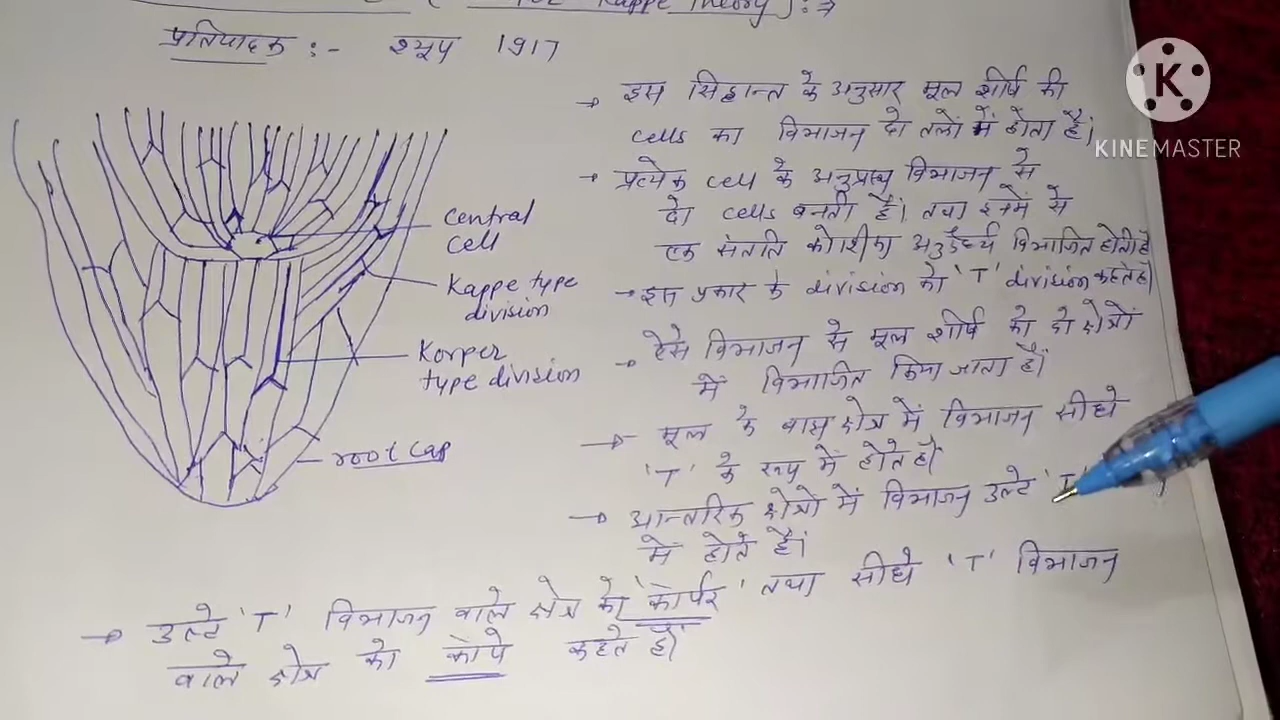 Kappe Theory) :→
प्रतिपादक :- श्यूप 1917
→ इस सिद्धान्त के अनुसार मूल शीर्ष की
cells का विभाजन दो तलों में होता है।
→ प्रत्येक cell के अनुप्रस्थ विभाजन से
दो cells बनती है। तथा इनमें से
एक संतति कोशिका अनुदैर्ध्य विभाजित होती है
→ इस प्रकार के division को 'T' division कहते है।
→ ऐसे विभाजन से मूल शीर्ष को दो क्षेत्रों
में विभाजित किया जाता है।
→ मूल के बाह्य क्षेत्र में विभाजन सीधे
'T' के रूप में होते है।
→ आन्तरिक क्षेत्रो में विभाजन उल्टे 'T'
में होते है।
→ उल्टे 'T' विभाजन वाले क्षेत्र को 'कॉर्पर' तथा सीधे 'T' विभाजन
वाले क्षेत्र को कॉपे कहते है।
central
cell
Kappe type
division
Korper
type division
root cap
K
KINEMASTER